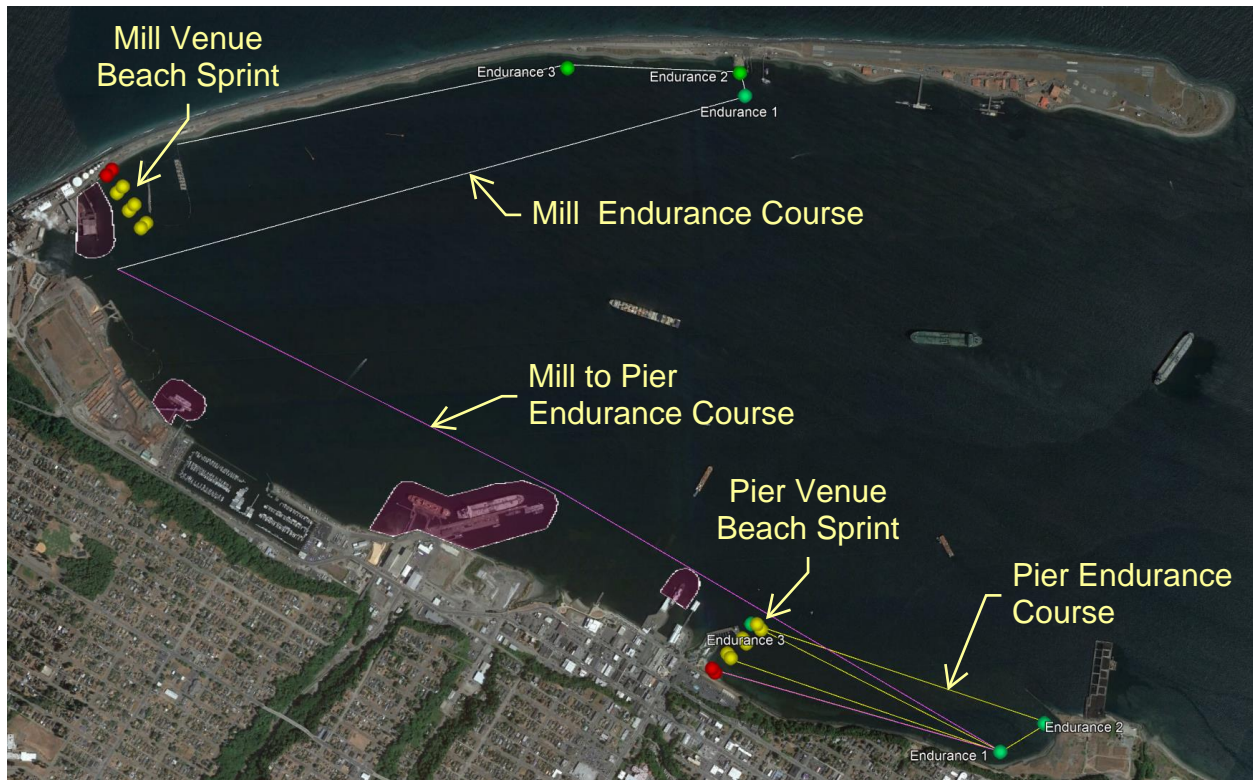 Mill Venue
Beach Sprint
Endurance 3
Endurance 2
Endurance 1
Mill Endurance Course
Mill to Pier
Endurance Course
Pier Venue
Beach Sprint
Pier Endurance
Course
Endurance 3
Endurance 2
Endurance 1